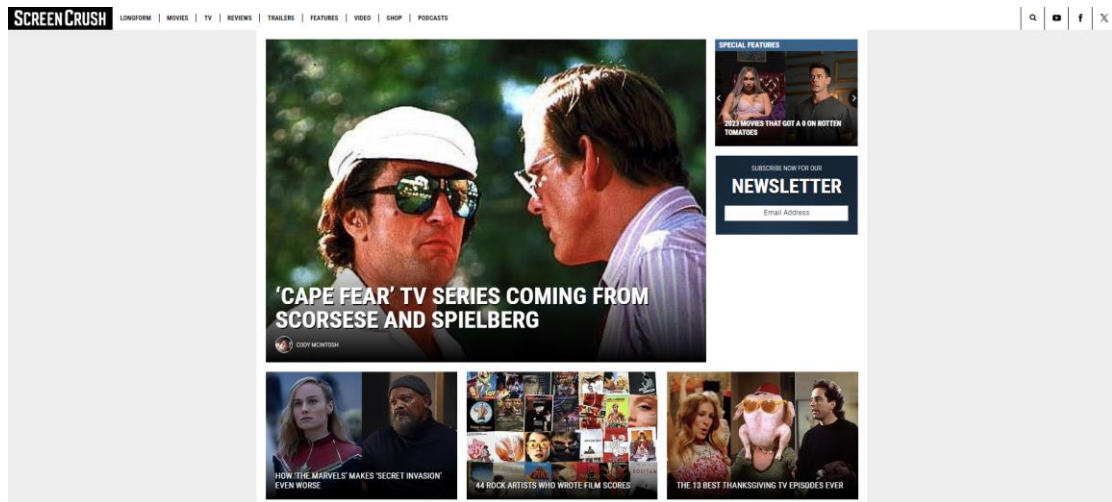 SCREENCRUSH
LONGFORM | MOVIES | TV | REVIEWS | TRAILERS | FEATURES | VIDEO | SHOP | PODCASTS
SPECIAL FEATURES
2023 MOVIES THAT GOT A 0 ON ROTTEN
TOMATOES
SUBSCRIBE NOW FOR OUR
NEWSLETTER
Email Address
‘CAPE FEAR’ TV SERIES COMING FROM
SCORSESE AND SPIELBERG
CODY MCINTOSH
HOW ‘THE MARVELS’ MAKES ‘SECRET INVASION’
EVEN WORSE
44 ROCK ARTISTS WHO WROTE FILM SCORES
THE 13 BEST THANKSGIVING TV EPISODES EVER